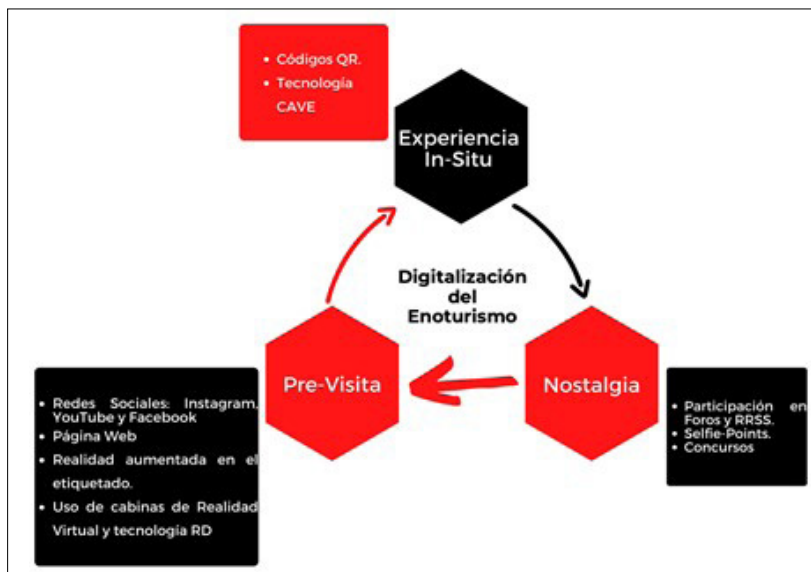 Códigos QR.
Tecnología
CAVE
Experiencia
In-Situ
Digitalización
del
Enoturismo
Pre-Visita
Nostalgia
Redes Sociales: Instagram,
YouTube y Facebook
Página Web
Realidad aumentada en el
etiquetado.
Uso de cabinas de Realidad
Virtual y tecnología RD
Participación en
Foros y RRSS.
Selfie-Points.
Concursos